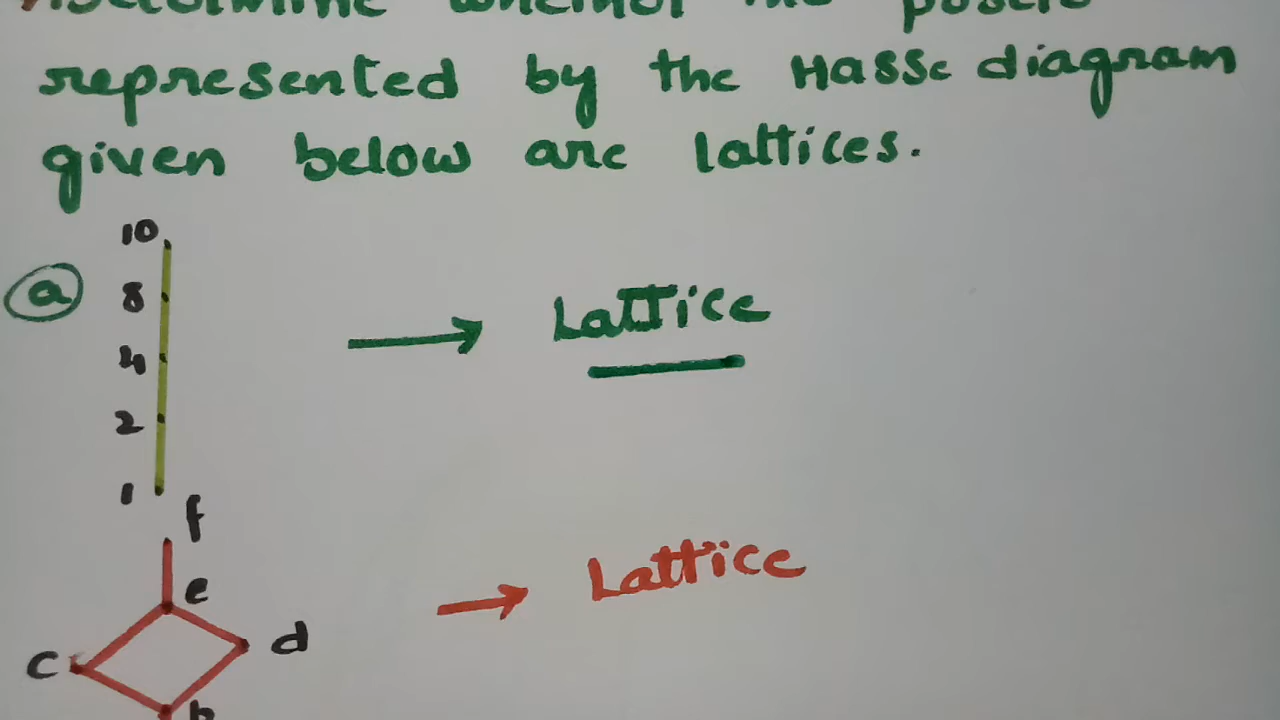 represented by the Hasse diagram
given below are lattices.
10
a 8
4
2
1
→ Lattice
f
e
d
c
b
→ Lattice